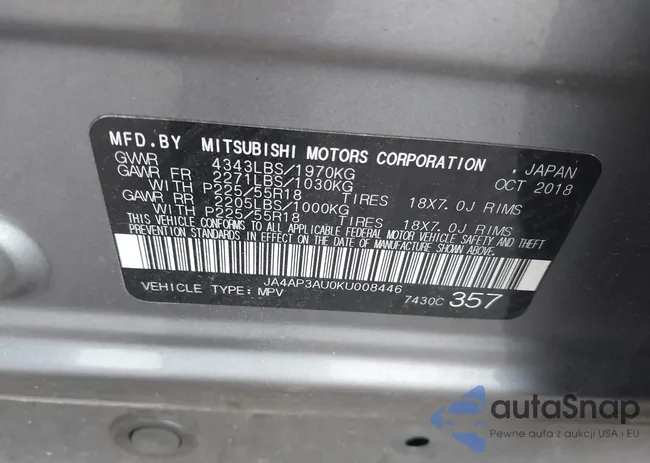 MFD.BY MITSUBISHI MOTORS CORPORATION , JAPAN
GVWR 4343LBS/1970KG OCT 2018
GAWR FR 2271LBS/1030KG
WITH P225/55R18 TIRES 18X7.0J RIMS
GAWR RR 2205LBS/1000KG
WITH P225/55R18 TIRES 18X7.0J RIMS
THIS VEHICLE CONFORMS TO ALL APPLICABLE FEDERAL MOTOR VEHICLE SAFETY AND THEFT
PREVENTION STANDARDS IN EFFECT ON THE DATE OF MANUFACTURE SHOWN ABOVE.
JA4AP3AU0KU008446
VEHICLE TYPE: MPV 7430C 357
autaSnap
Pewne auta z aukcji USA i EU